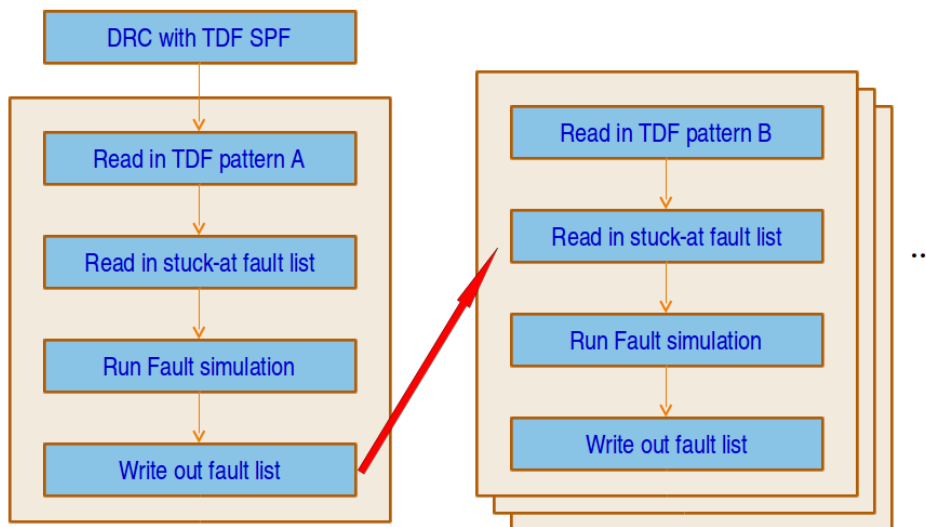 DRC with TDF SPF
Read in TDF pattern A
Read in stuck-at fault list
Run Fault simulation
Write out fault list
Read in TDF pattern B
Read in stuck-at fault list
Run Fault simulation
Write out fault list
..